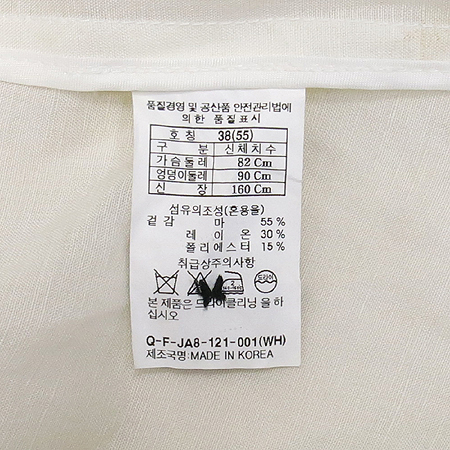 품질경영 및 공산품 안전관리법에
의한 품질표시
호칭 38(55)
구분 신체치수
가슴둘레 82 Cm
엉덩이둘레 90 Cm
신장 160 Cm
섬유의조성(혼용율)
겉감 마 55 %
레이온 30 %
폴리에스터 15 %
취급상주의사항
드라이
본 제품은 드라이클리닝 을 하
십시오
Q-F-JA8-121-001(WH)
제조국명: MADE IN KOREA